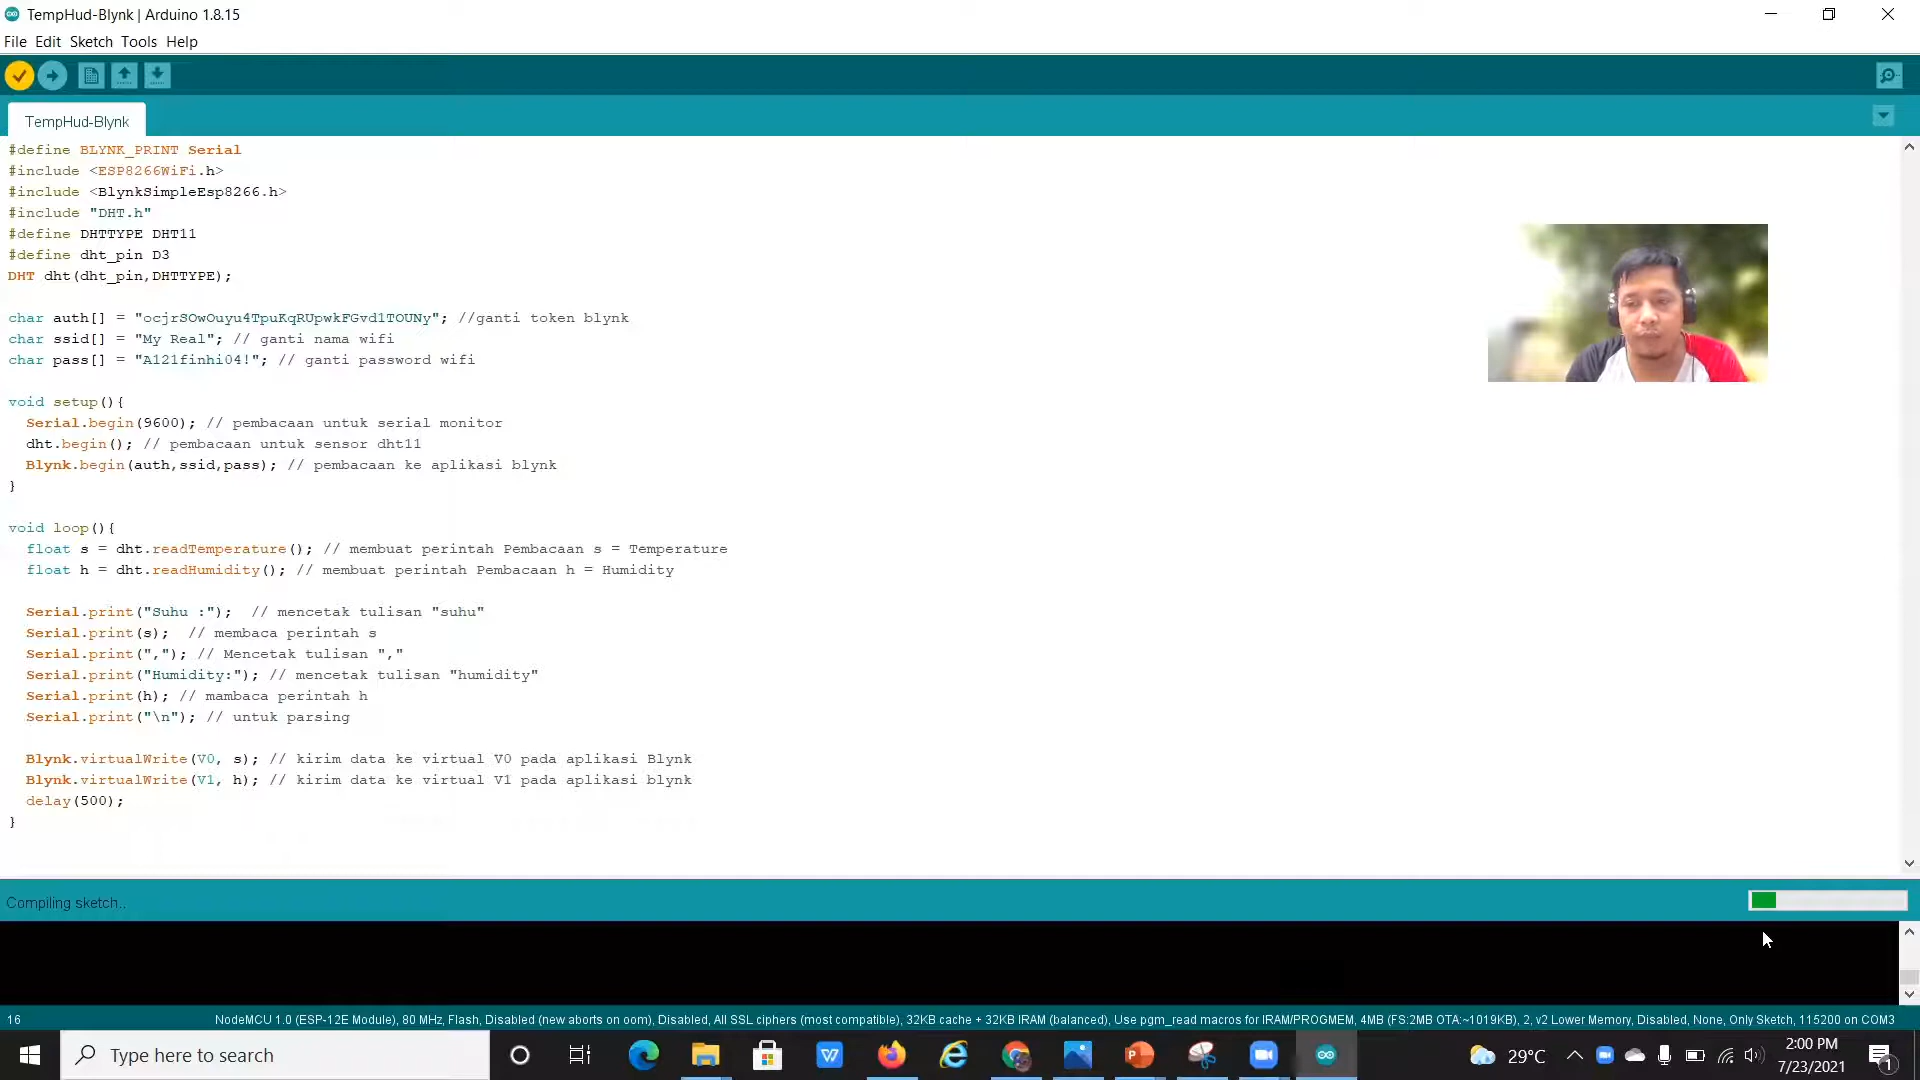 TempHud-Blynk | Arduino 1.8.15
File Edit Sketch Tools Help
TempHud-Blynk
#define BLYNK_PRINT Serial
#include <ESP8266WiFi.h>
#include <BlynkSimpleEsp8266.h>
#include "DHT.h"
#define DHTTYPE DHT11
#define dht_pin D3
DHT dht(dht_pin,DHTTYPE);
char auth[] = "ocjrSOwOuyu4TpuKqRUpwkFGvd1TOUNy"; //ganti token blynk
char ssid[] = "My Real"; // ganti nama wifi
char pass[] = "A121finhi04!"; // ganti password wifi
void setup(){
Serial.begin(9600); // pembacaan untuk serial monitor
dht.begin(); // pembacaan untuk sensor dht11
Blynk.begin(auth,ssid,pass); // pembacaan ke aplikasi blynk
}
void loop(){
float s = dht.readTemperature(); // membuat perintah Pembacaan s = Temperature
float h = dht.readHumidity(); // membuat perintah Pembacaan h = Humidity
Serial.print("Suhu :");  // mencetak tulisan "suhu"
Serial.print(s);  // membaca perintah s
Serial.print(","); // Mencetak tulisan ","
Serial.print("Humidity:"); // mencetak tulisan "humidity"
Serial.print(h); // mambaca perintah h
Serial.print("\n"); // untuk parsing
Blynk.virtualWrite(V0, s); // kirim data ke virtual V0 pada aplikasi Blynk
Blynk.virtualWrite(V1, h); // kirim data ke virtual V1 pada aplikasi blynk
delay(500);
}
Compiling sketch..
16 NodeMCU 1.0 (ESP-12E Module), 80 MHz, Flash, Disabled (new aborts on oom), Disabled, All SSL ciphers (most compatible), 32KB cache + 32KB IRAM (balanced), Use pgm_read macros for IRAM/PROGMEM, 4MB (FS:2MB OTA:~1019KB), 2, v2 Lower Memory, Disabled, None, Only Sketch, 115200 on COM3
Type here to search
29°C
2:00 PM
7/23/2021
1